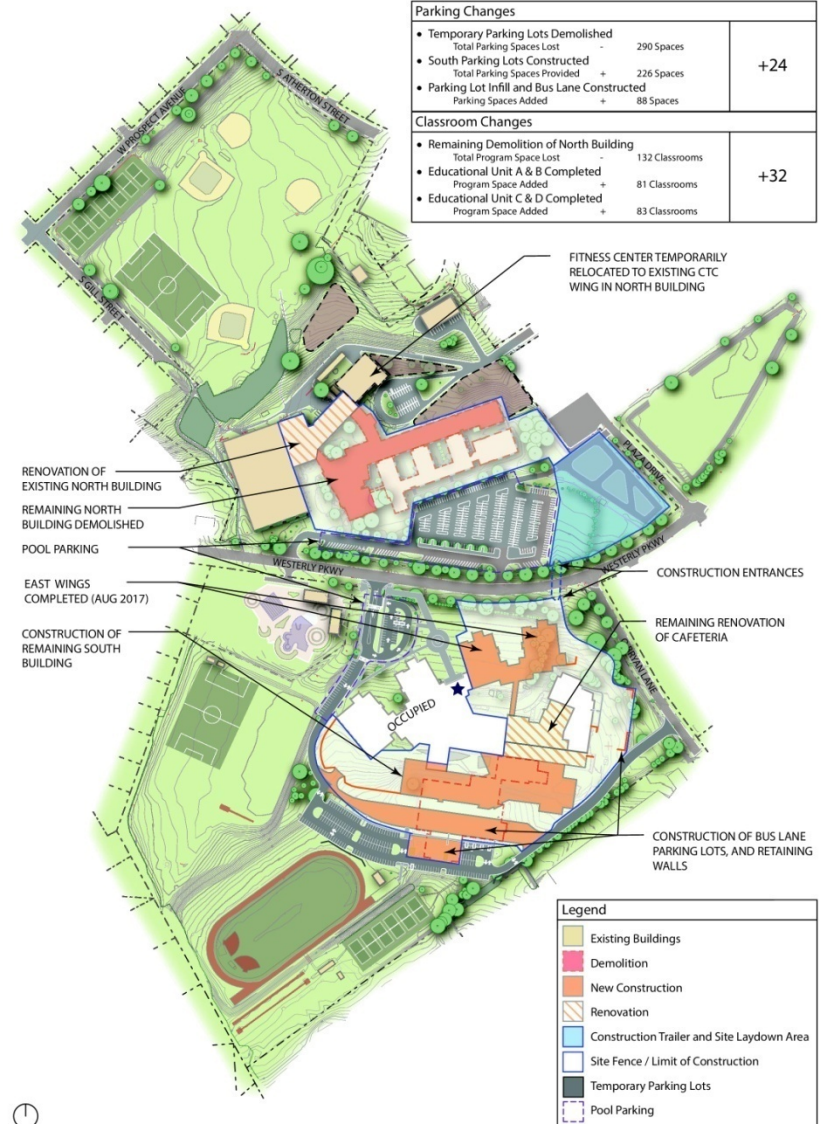 Parking Changes
• Temporary Parking Lots Demolished
Total Parking Spaces Lost - 290 Spaces
• South Parking Lots Constructed
Total Parking Spaces Provided + 226 Spaces
• Parking Lot Infill and Bus Lane Constructed
Parking Spaces Added + 88 Spaces
+24
Classroom Changes
• Remaining Demolition of North Building
Total Program Space Lost - 132 Classrooms
• Educational Unit A & B Completed
Program Space Added + 81 Classrooms
• Educational Unit C & D Completed
Program Space Added + 83 Classrooms
+32
S ATHERTON STREET
W PROSPECT AVENUE
S GILL STREET
FITNESS CENTER TEMPORARILY
RELOCATED TO EXISTING CTC
WING IN NORTH BUILDING
PLAZA DRIVE
RENOVATION OF
EXISTING NORTH BUILDING
REMAINING NORTH
BUILDING DEMOLISHED
POOL PARKING
WESTERLY PKWY
WESTERLY PKWY
EAST WINGS
COMPLETED (AUG 2017)
CONSTRUCTION OF
REMAINING SOUTH
BUILDING
CONSTRUCTION ENTRANCES
REMAINING RENOVATION
OF CAFETERIA
RYAN LANE
OCCUPIED
CONSTRUCTION OF BUS LANE
PARKING LOTS, AND RETAINING
WALLS
Legend
Existing Buildings
Demolition
New Construction
Renovation
Construction Trailer and Site Laydown Area
Site Fence / Limit of Construction
Temporary Parking Lots
Pool Parking